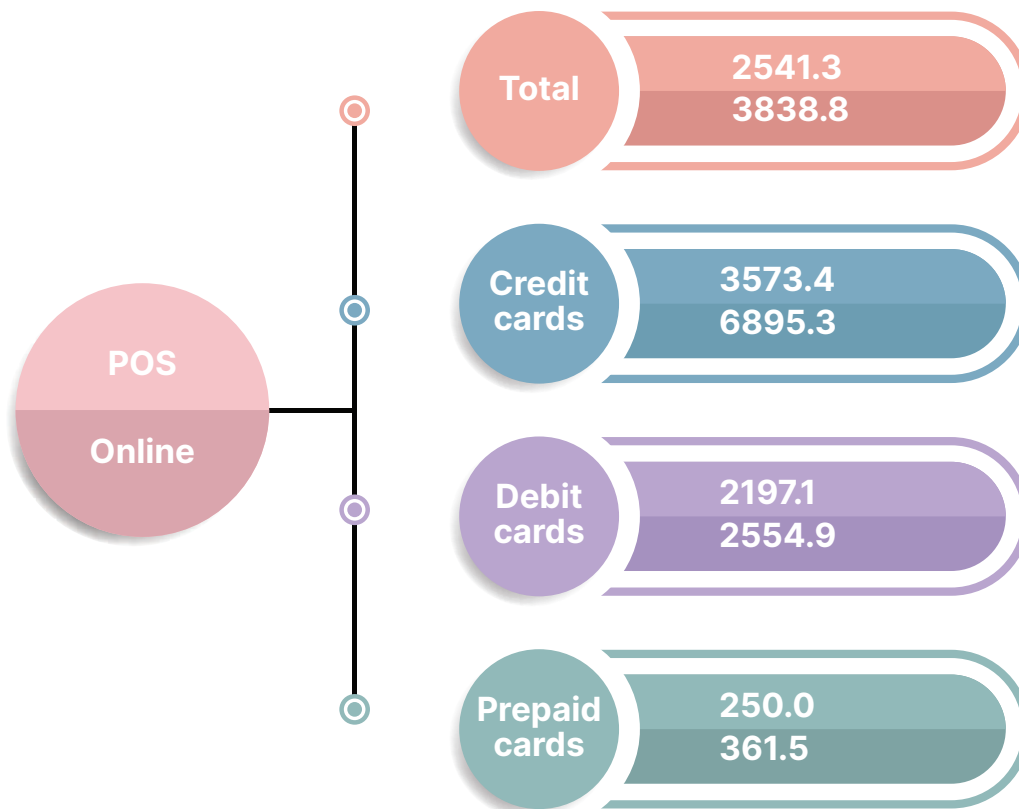 POS
Online
Total
2541.3
3838.8
Credit
cards
3573.4
6895.3
Debit
cards
2197.1
2554.9
Prepaid
cards
250.0
361.5